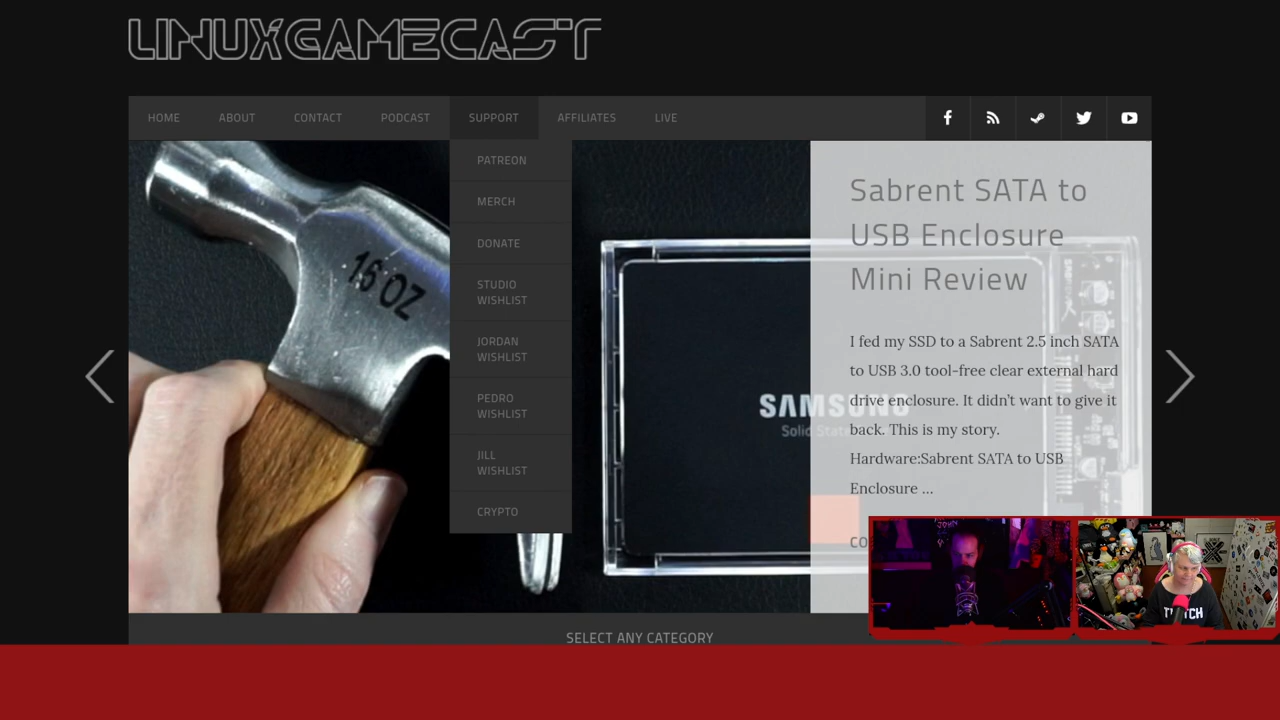 LINUXGAMECAST
HOME ABOUT CONTACT PODCAST SUPPORT AFFILIATES LIVE
PATREON
MERCH
DONATE
STUDIO
WISHLIST
JORDAN
WISHLIST
PEDRO
WISHLIST
JILL
WISHLIST
CRYPTO
16 OZ
SAMSUNG
Solid State
Sabrent SATA to
USB Enclosure
Mini Review
I fed my SSD to a Sabrent 2.5 inch SATA
to USB 3.0 tool-free clear external hard
drive enclosure. It didn't want to give it
back. This is my story.
Hardware:Sabrent SATA to USB
Enclosure ...
SELECT ANY CATEGORY